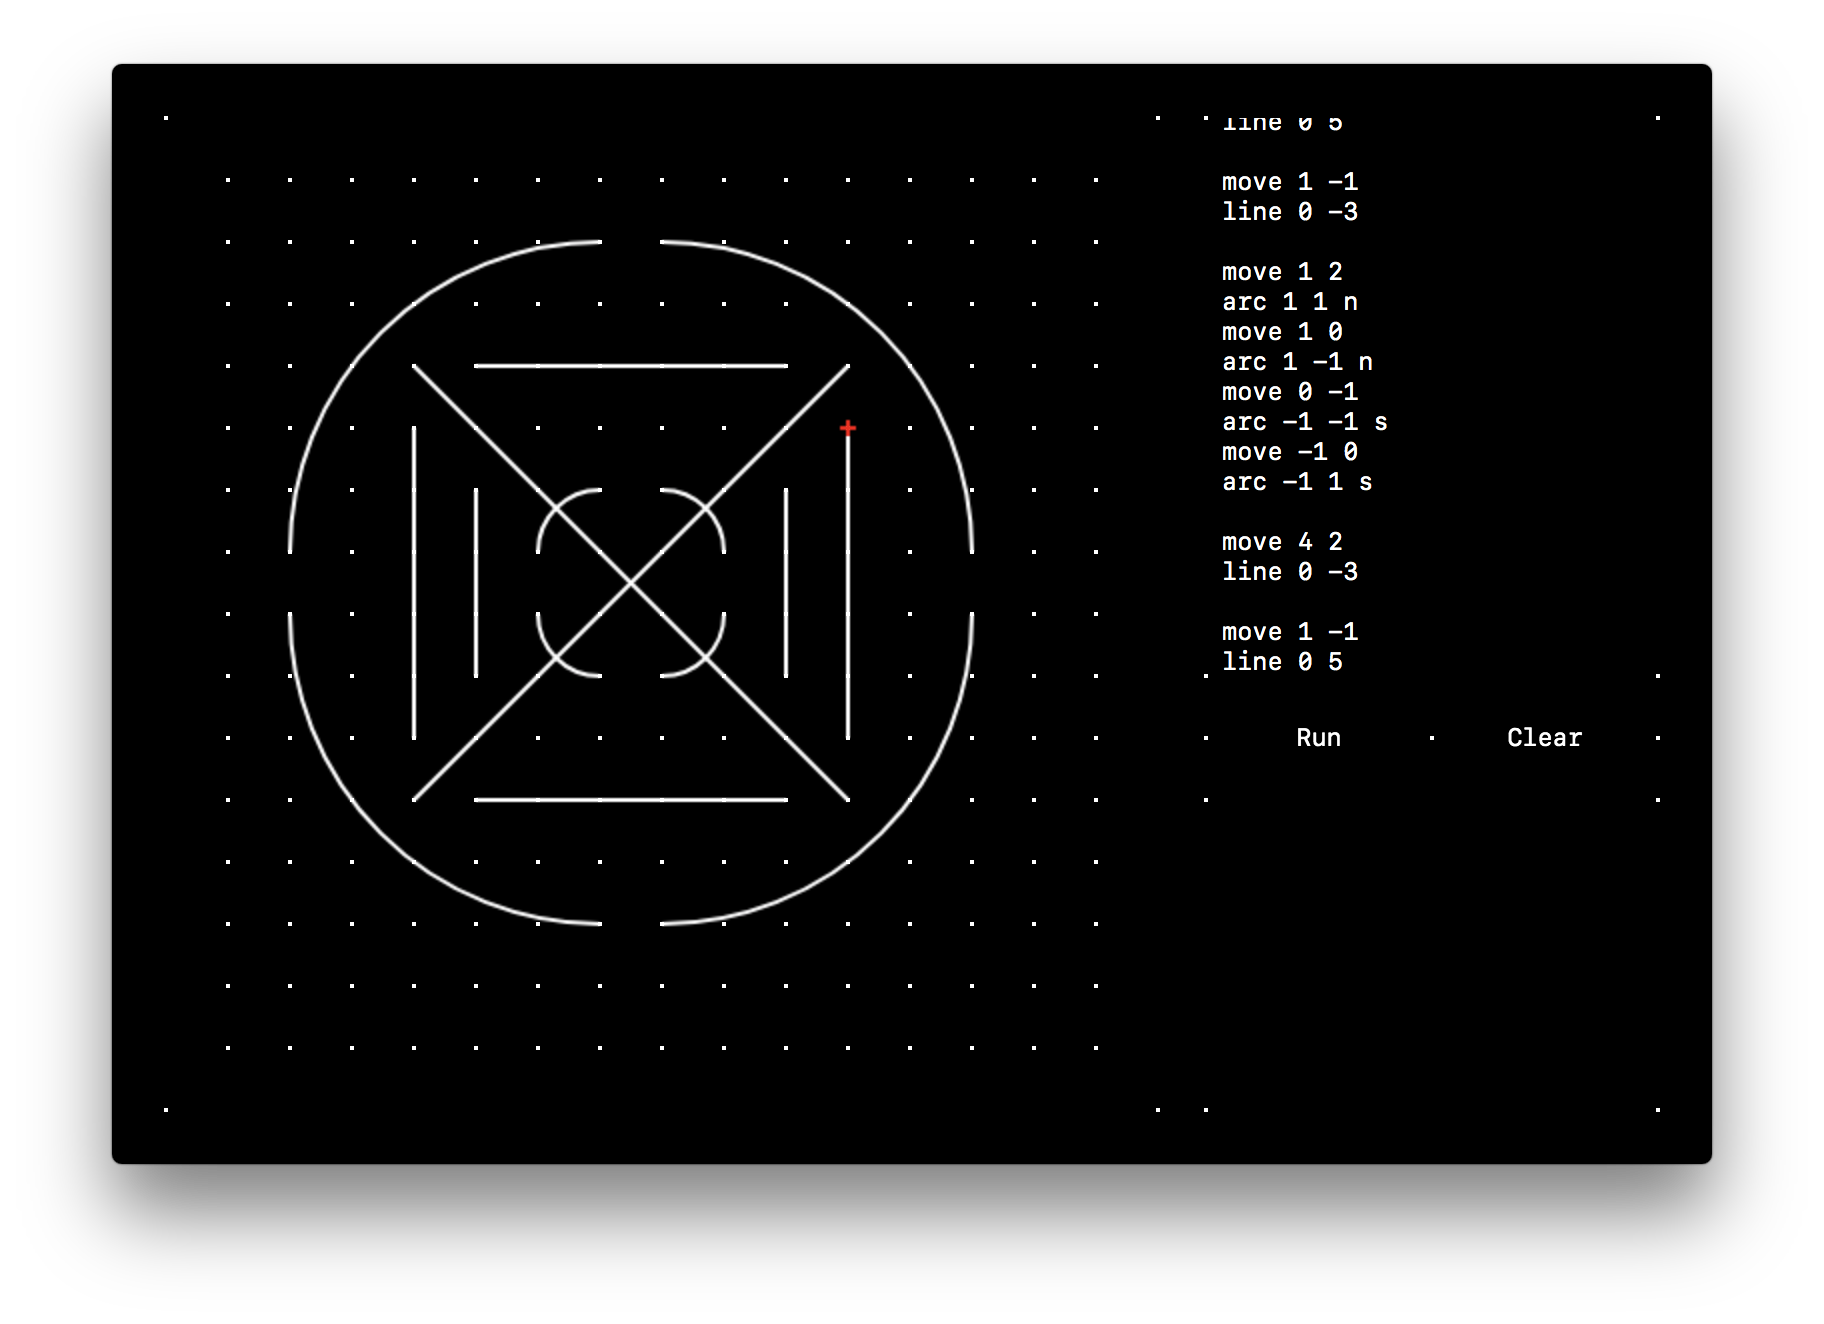 line 0 5
move 1 −1
line 0 −3
move 1 2
arc 1 1 n
move 1 0
arc 1 −1 n
move 0 −1
arc −1 −1 s
move −1 0
arc −1 1 s
move 4 2
line 0 −3
move 1 −1
line 0 5
Run
Clear